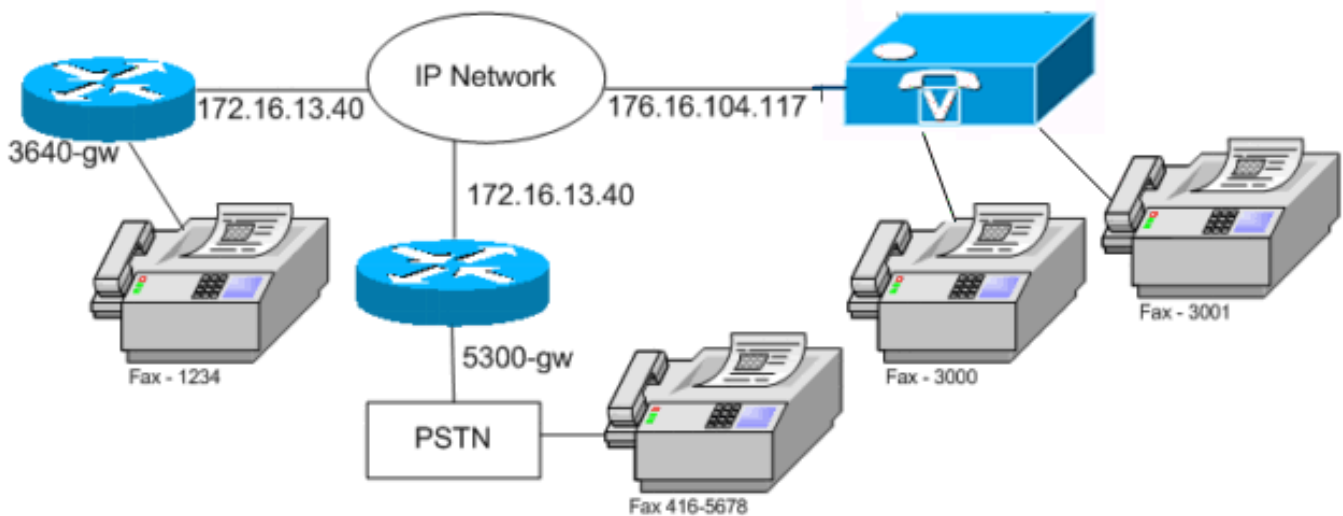 IP Network
172.16.13.40
176.16.104.117
V
3640-gw
172.16.13.40
Fax - 3001
5300-gw
Fax - 1234
Fax - 3000
PSTN
Fax 416-5678